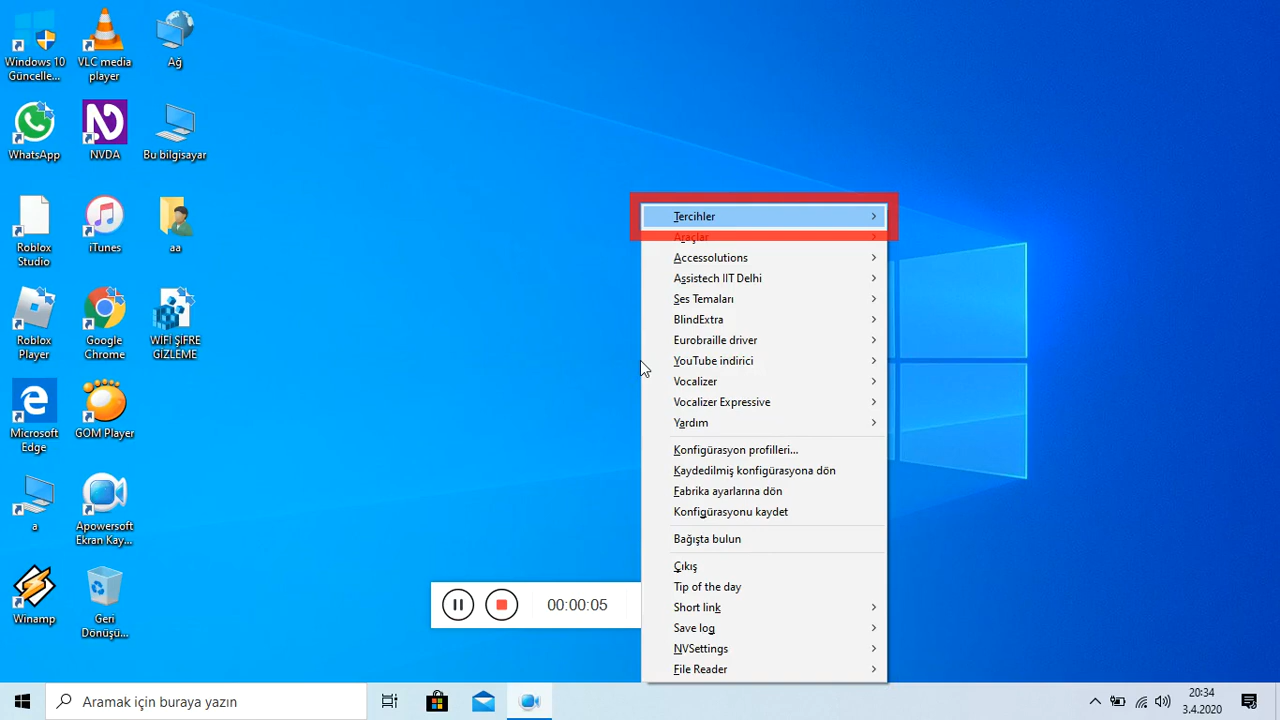 Windows 10
Güncelle...
VLC media
player
Ağ
WhatsApp
NVDA
Bu bilgisayar
Roblox
Studio
iTunes
aa
Roblox
Player
Google
Chrome
WIFI ŞİFRE
GİZLEME
Microsoft
Edge
GOM Player
a
Apowersoft
Ekran Kay...
Winamp
Geri
Dönüşü...
Tercihler
Araçlar
Accessolutions
Assistech IIT Delhi
Ses Temaları
BlindExtra
Eurobraille driver
YouTube indirici
Vocalizer
Vocalizer Expressive
Yardım
Konfigürasyon profilleri...
Kaydedilmiş konfigürasyona dön
Fabrika ayarlarına dön
Konfigürasyonu kaydet
Bağışta bulun
Çıkış
Tip of the day
Short link
Save log
NVSettings
File Reader
00:00:05
Aramak için buraya yazın
20:34
3.4.2020